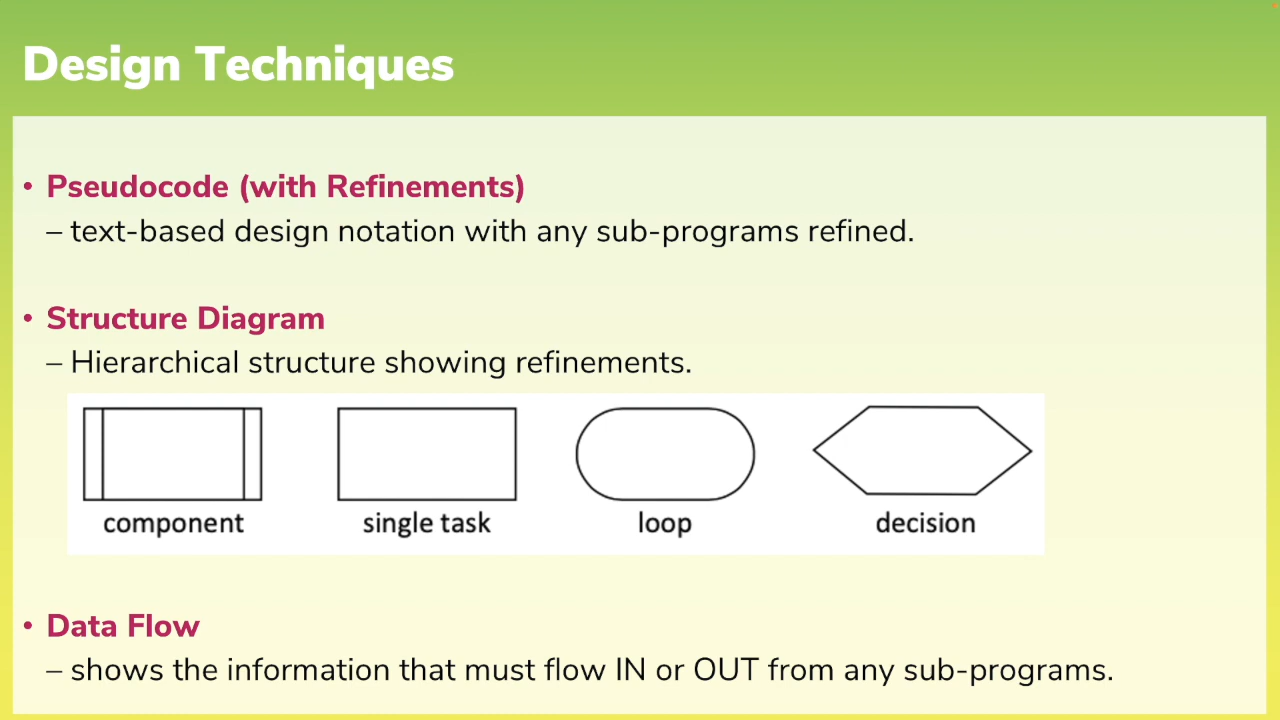 Design Techniques
• Pseudocode (with Refinements)
– text-based design notation with any sub-programs refined.
• Structure Diagram
– Hierarchical structure showing refinements.
component single task loop decision
• Data Flow
– shows the information that must flow IN or OUT from any sub-programs.